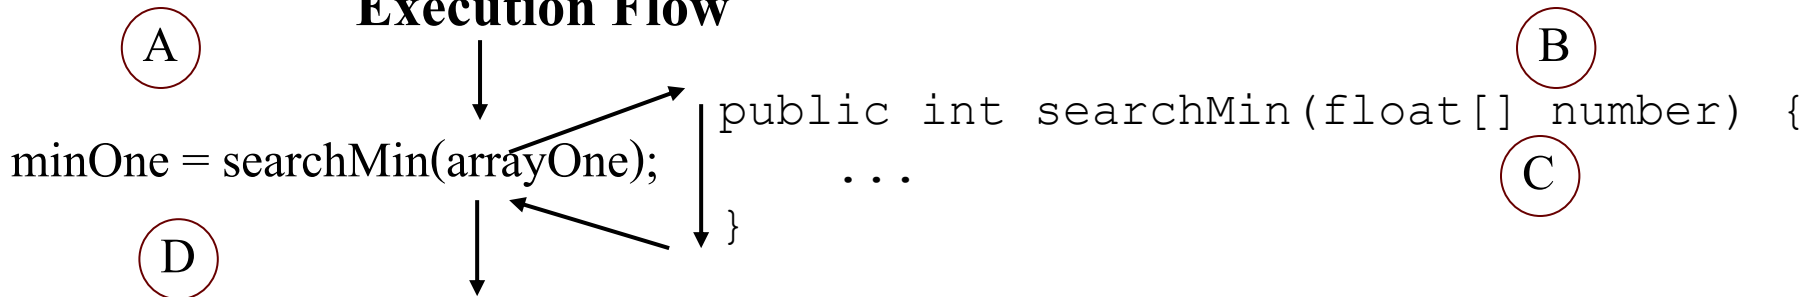 Execution Flow
A
B
public int searchMin(float[] number) {
minOne = searchMin(arrayOne);
...
C
}
D